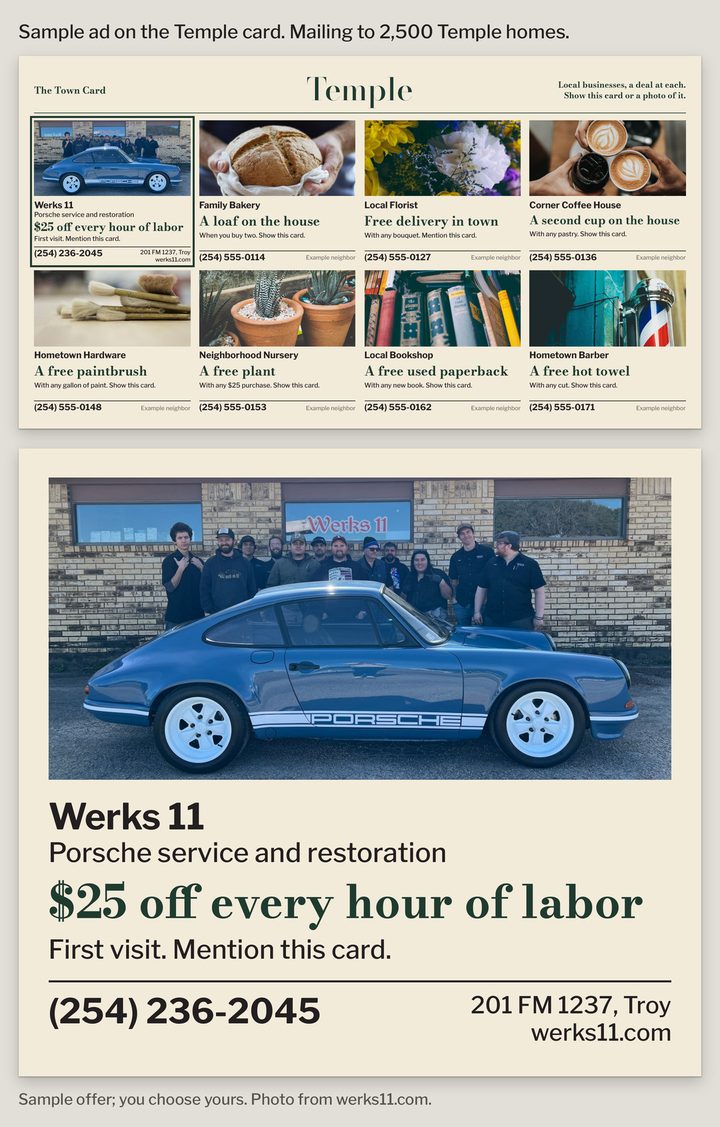 Sample ad on the Temple card. Mailing to 2,500 Temple homes.
The Town Card
Temple
Local businesses, a deal at each.
Show this card or a photo of it.
Werks 11
Porsche service and restoration
$25 off every hour of labor
First visit. Mention this card.
(254) 236-2045
201 FM 1237, Troy
werks11.com
Family Bakery
A loaf on the house
When you buy two. Show this card.
(254) 555-0114
Example neighbor
Local Florist
Free delivery in town
With any bouquet. Mention this card.
(254) 555-0127
Example neighbor
Corner Coffee House
A second cup on the house
With any pastry. Show this card.
(254) 555-0136
Example neighbor
Hometown Hardware
A free paintbrush
With any gallon of paint. Show this card.
(254) 555-0148
Example neighbor
Neighborhood Nursery
A free plant
With any $25 purchase. Show this card.
(254) 555-0153
Example neighbor
Local Bookshop
A free used paperback
With any new book. Show this card.
(254) 555-0162
Example neighbor
Hometown Barber
A free hot towel
With any cut. Show this card.
(254) 555-0171
Example neighbor
Werks 11
PORSCHE
Werks 11
Porsche service and restoration
$25 off every hour of labor
First visit. Mention this card.
(254) 236-2045
201 FM 1237, Troy
werks11.com
Sample offer; you choose yours. Photo from werks11.com.